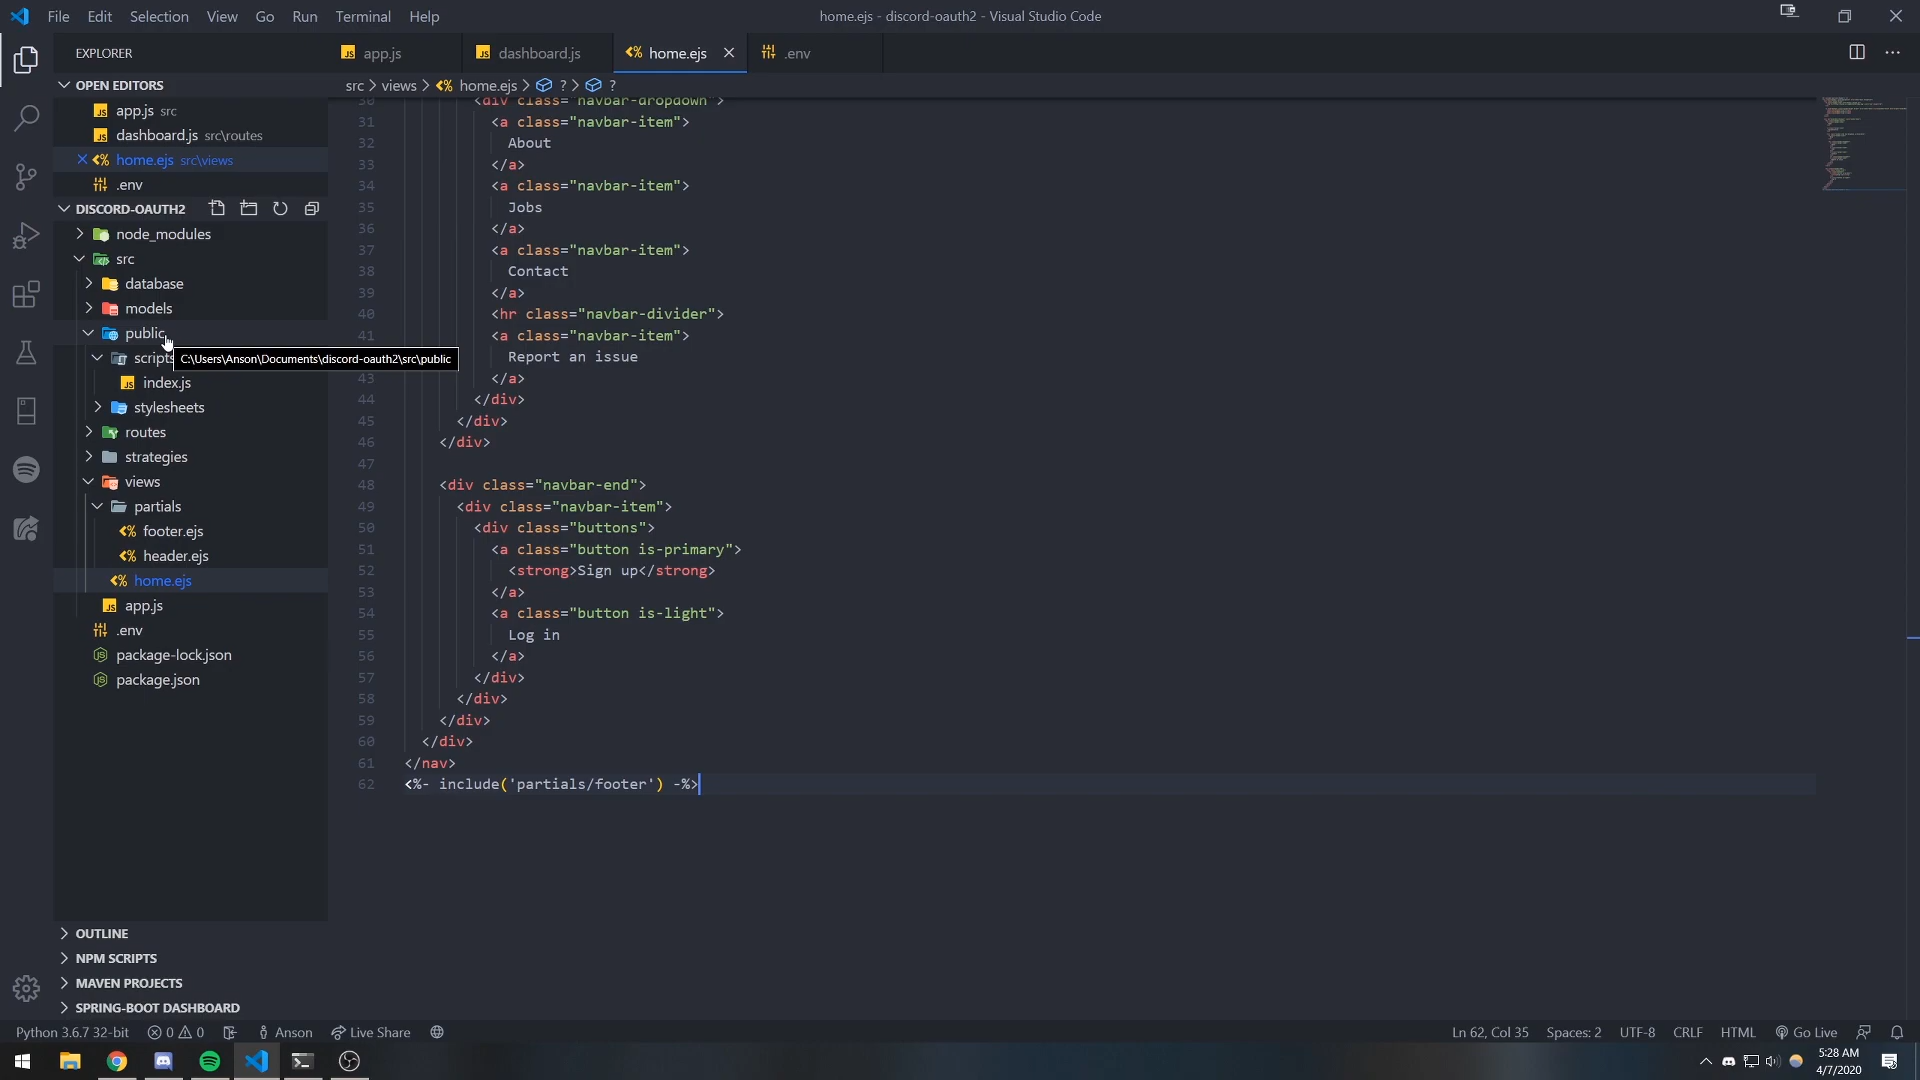 File Edit Selection View Go Run Terminal Help
home.ejs - discord-oauth2 - Visual Studio Code
EXPLORER
app.js
dashboard.js
home.ejs
.env
OPEN EDITORS
app.js src
dashboard.js src\routes
home.ejs src\views
.env
DISCORD-OAUTH2
node_modules
src
database
models
public
scripts
C:\Users\Anson\Documents\discord-oauth2\src\public
index.js
stylesheets
routes
strategies
views
partials
footer.ejs
header.ejs
home.ejs
app.js
.env
package-lock.json
package.json
OUTLINE
NPM SCRIPTS
MAVEN PROJECTS
SPRING-BOOT DASHBOARD
src > views > home.ejs > ? > ?
30 <div class="navbar-dropdown">
31 <a class="navbar-item">
32 About
33 </a>
34 <a class="navbar-item">
35 Jobs
36 </a>
37 <a class="navbar-item">
38 Contact
39 </a>
40 <hr class="navbar-divider">
41 <a class="navbar-item">
Report an issue
43 </a>
44 </div>
45 </div>
46 </div>
47
48 <div class="navbar-end">
49 <div class="navbar-item">
50 <div class="buttons">
51 <a class="button is-primary">
52 <strong>Sign up</strong>
53 </a>
54 <a class="button is-light">
55 Log in
56 </a>
57 </div>
58 </div>
59 </div>
60 </div>
61 </nav>
62 <%- include('partials/footer') -%>
Python 3.6.7 32-bit 0 0 Anson Live Share
Ln 62, Col 35 Spaces: 2 UTF-8 CRLF HTML Go Live
5:28 AM
4/7/2020